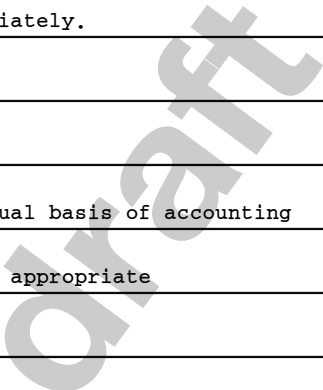 iately.
ual basis of accounting
appropriate
draft